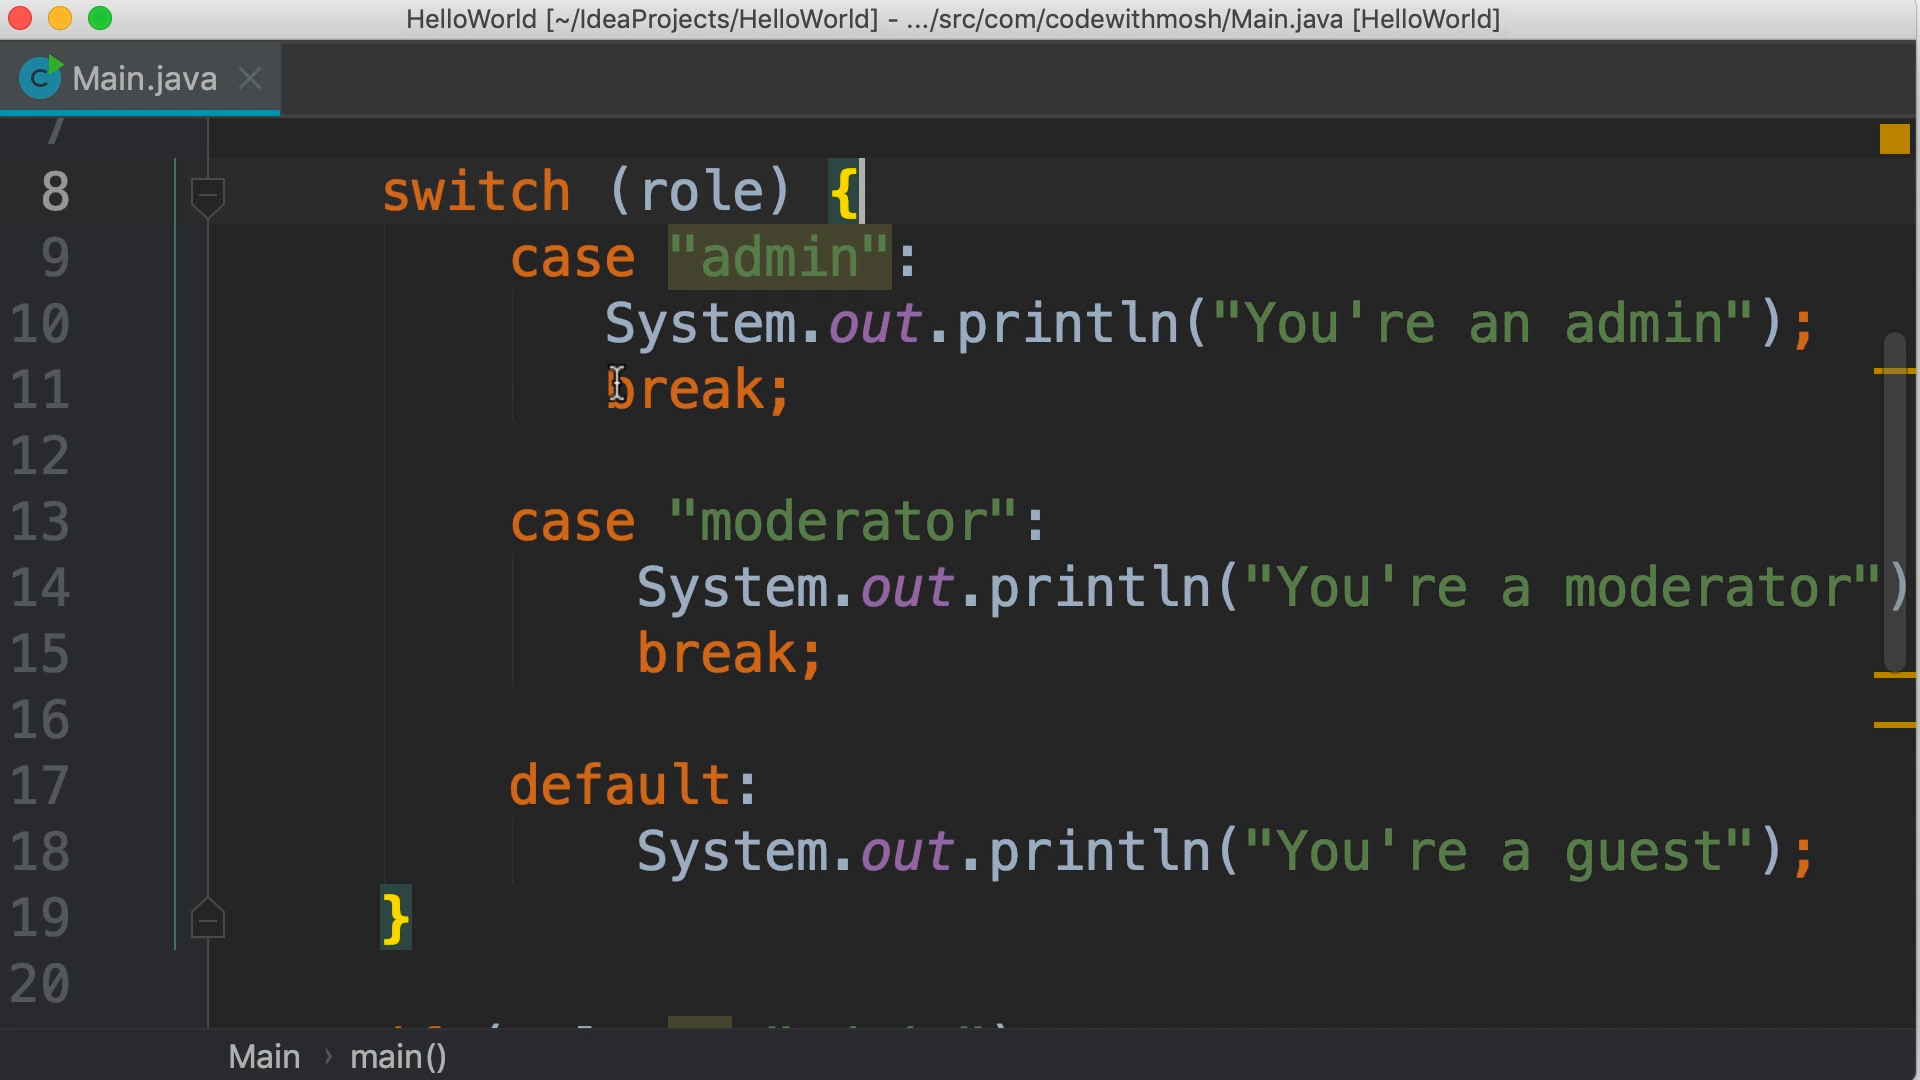 HelloWorld [~/IdeaProjects/HelloWorld] - .../src/com/codewithmosh/Main.java [HelloWorld]
C Main.java
7
8 switch (role) {
9 case "admin":
10 System.out.println("You're an admin");
11 break;
12
13 case "moderator":
14 System.out.println("You're a moderator")
15 break;
16
17 default:
18 System.out.println("You're a guest");
19 }
20
Main › main()